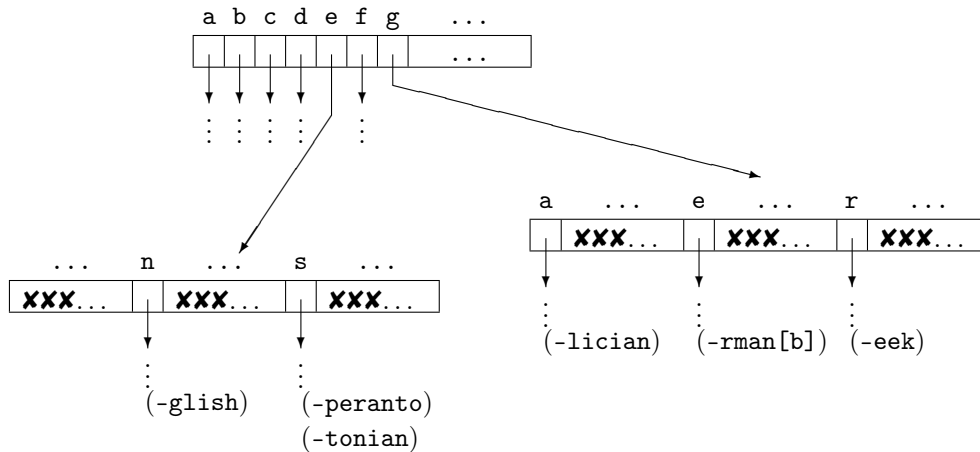 a b c d e f g ...
...
⋮ ⋮ ⋮ ⋮ ⋮
a ... e ... r ...
✘✘✘... ✘✘✘... ✘✘✘...
... n ... s ...
✘✘✘... ✘✘✘... ✘✘✘...
⋮ ⋮ ⋮
(-lician) (-rman[b]) (-eek)
⋮ ⋮
(-glish) (-peranto)
(-tonian)